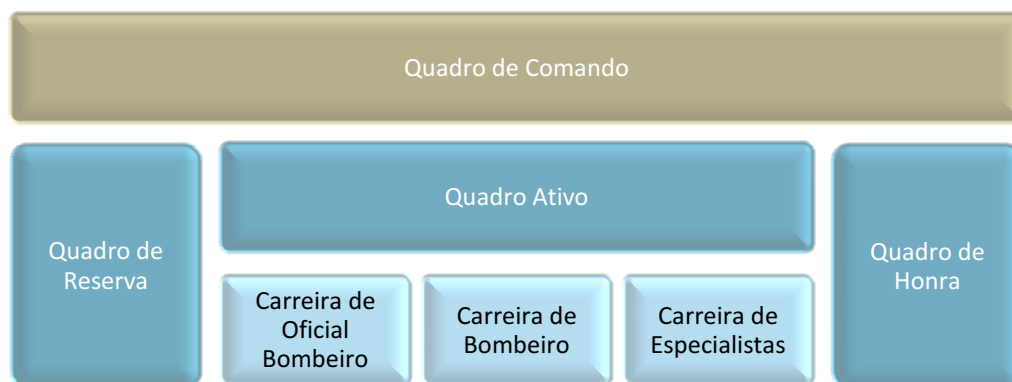 Quadro de Comando
Quadro de
Reserva
Quadro Ativo
Carreira de
Oficial
Bombeiro
Carreira de
Bombeiro
Carreira de
Especialistas
Quadro de
Honra